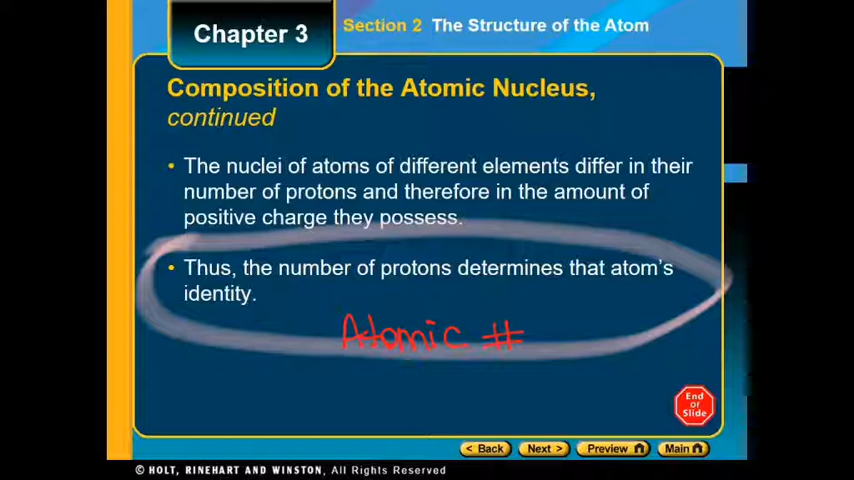 Chapter 3
Section 2 The Structure of the Atom
Composition of the Atomic Nucleus,
continued
• The nuclei of atoms of different elements differ in their
number of protons and therefore in the amount of
positive charge they possess.
• Thus, the number of protons determines that atom's
identity.
Atomic #
End
of
Slide
< Back
Next >
Preview
Main
© HOLT, RINEHART AND WINSTON, All Rights Reserved